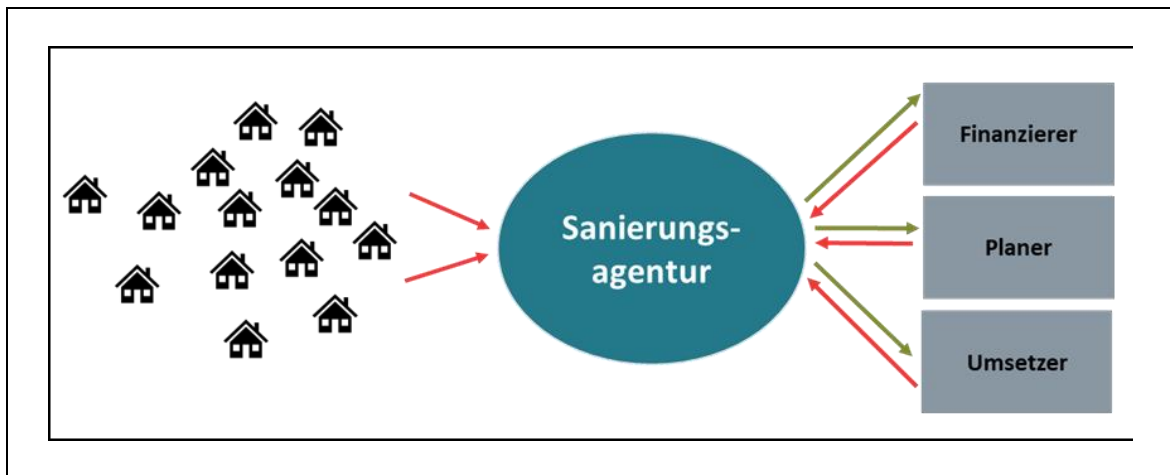 Sanierungs-
agentur
Finanzierer
Planer
Umsetzer